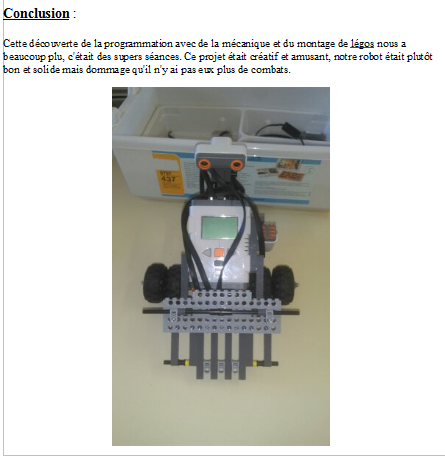 Conclusion :
Cette découverte de la programmation avec de la mécanique et du montage de légos nous a
beaucoup plu, c'était des supers séances. Ce projet était créatif et amusant, notre robot était plutôt
bon et solide mais dommage qu'il n'y ai pas eux plus de combats.
437